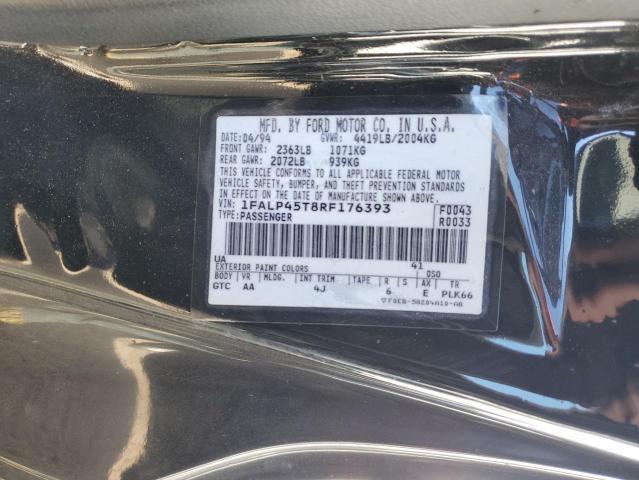 MFD. BY FORD MOTOR CO. IN U.S.A.
DATE: 04/94 GVWR: 4419LB/2004KG
FRONT GAWR: 2363LB 1071KG
REAR GAWR: 2072LB 939KG
THIS VEHICLE CONFORMS TO ALL APPLICABLE FEDERAL MOTOR
VEHICLE SAFETY, BUMPER, AND THEFT PREVENTION STANDARDS
IN EFFECT ON THE DATE OF MANUFACTURE SHOWN ABOVE.
VIN: 1FALP45T8RF176393 F0043
TYPE: PASSENGER R0033
UA 41
EXTERIOR PAINT COLORS DSO
BODY VR MLDG. INT TRIM TAPE R S AX TR
GTC AA 4J 6 E PLK66